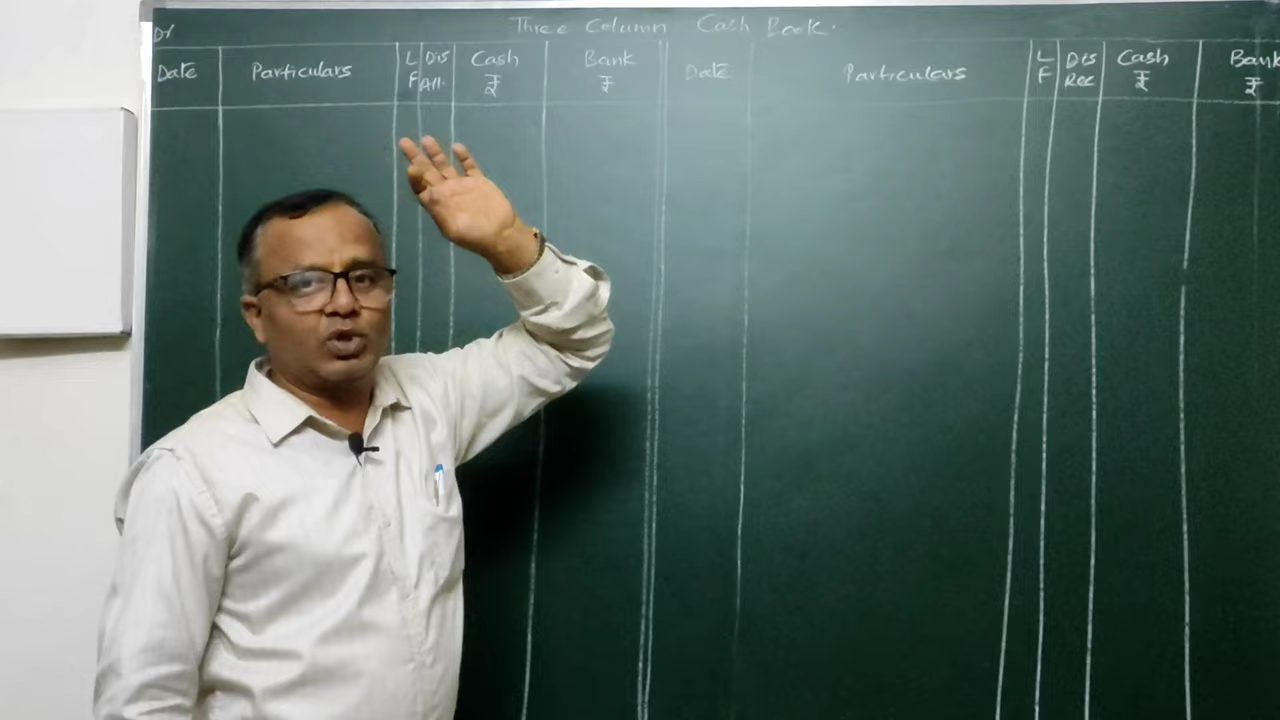 Three Column Cash Book.
Dr
Date Particulars L F Dis All. Cash ₹ Bank ₹ Date Particulars L F Dis Rec Cash ₹ Bank ₹